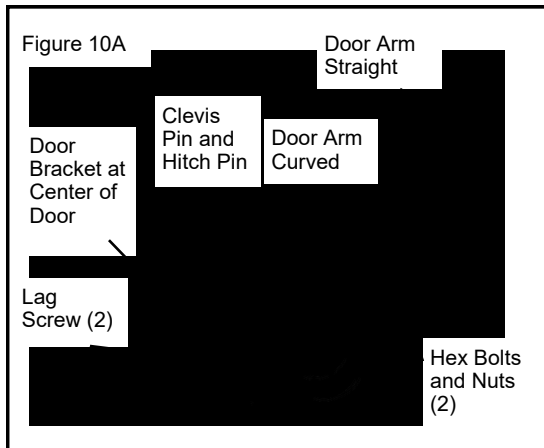 Figure 10A
Door Arm
Straight
Clevis
Pin and
Hitch Pin
Door Arm
Curved
Door
Bracket at
Center of
Door
Lag
Screw (2)
Hex Bolts
and Nuts
(2)